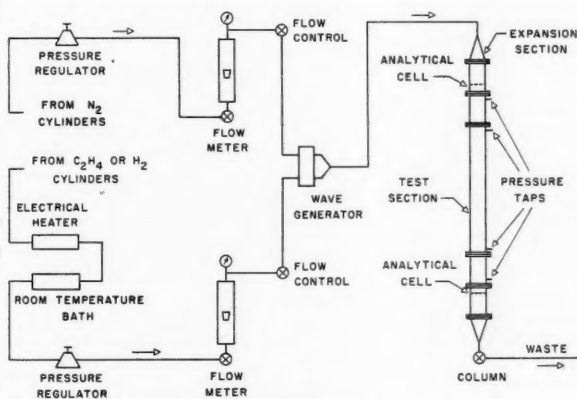 PRESSURE
REGULATOR
FROM N2
CYLINDERS
FROM C2H4 OR H2
CYLINDERS
ELECTRICAL
HEATER
ROOM TEMPERATURE
BATH
PRESSURE
REGULATOR
FLOW
METER
FLOW
CONTROL
WAVE
GENERATOR
FLOW
CONTROL
FLOW
METER
EXPANSION
SECTION
ANALYTICAL
CELL
TEST
SECTION
PRESSURE
TAPS
ANALYTICAL
CELL
WASTE
COLUMN